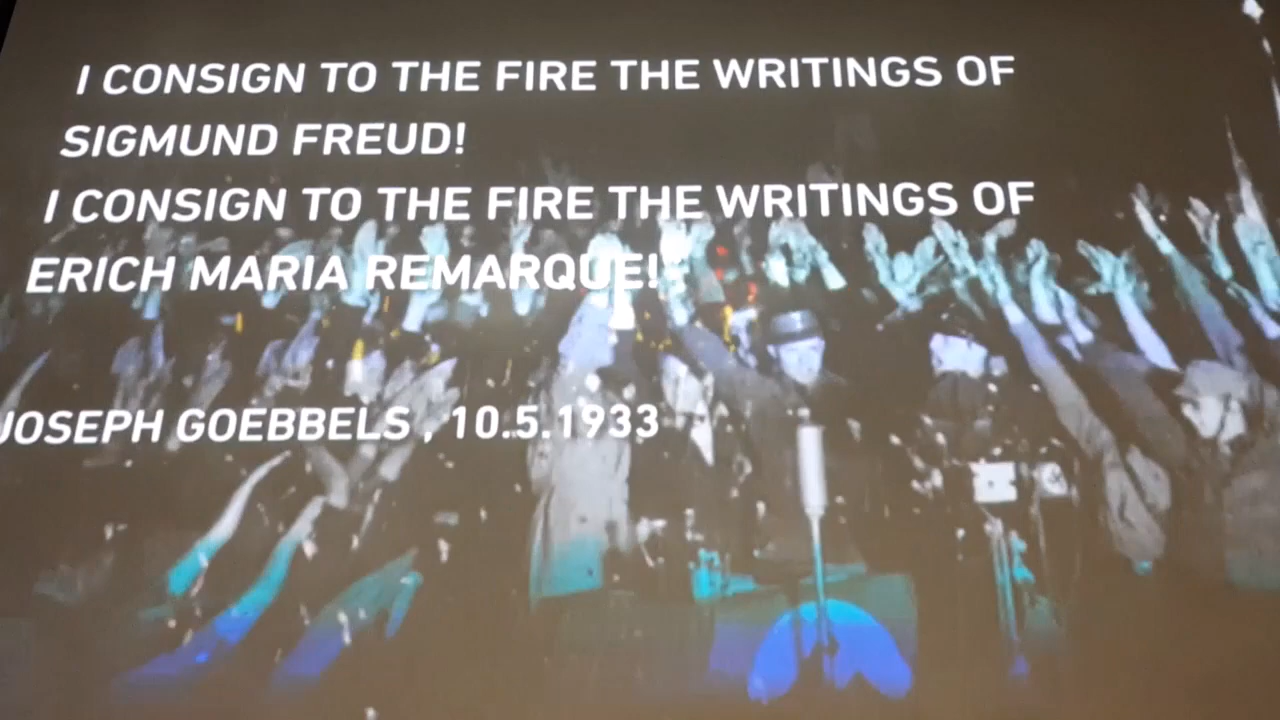 I CONSIGN TO THE FIRE THE WRITINGS OF
SIGMUND FREUD!
I CONSIGN TO THE FIRE THE WRITINGS OF
ERICH MARIA REMARQUE!
JOSEPH GOEBBELS , 10.5.1933